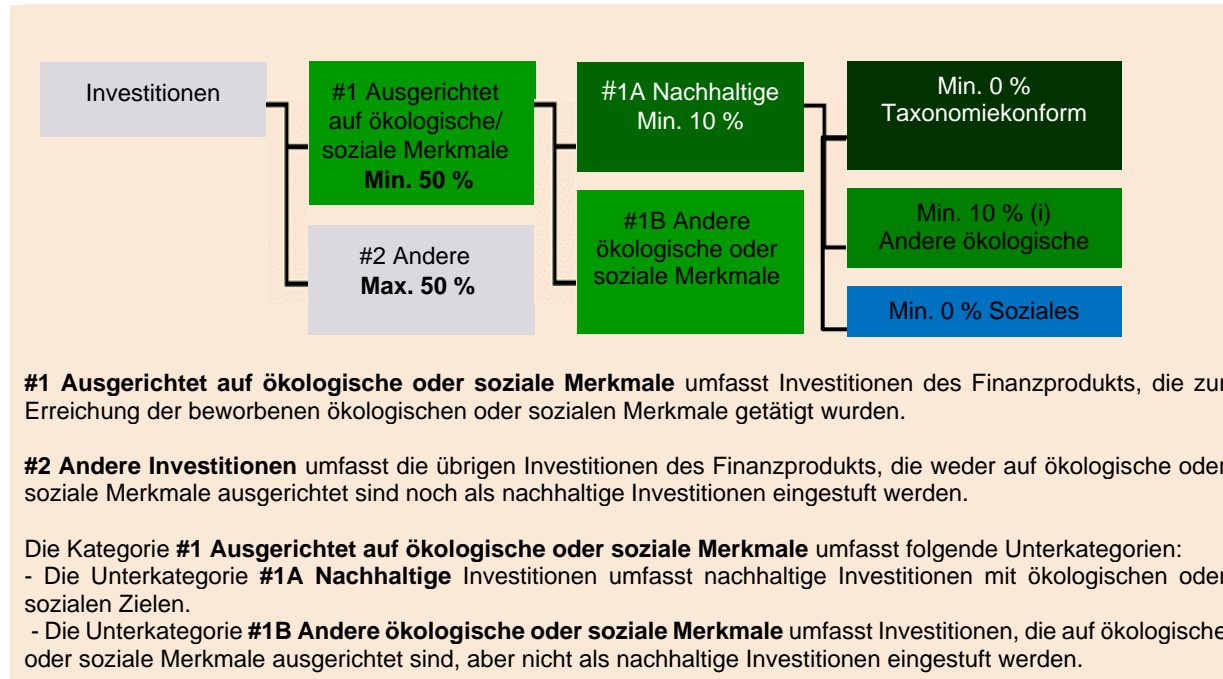 Investitionen
#1 Ausgerichtet
auf ökologische/
soziale Merkmale
Min. 50 %
#2 Andere
Max. 50 %
#1A Nachhaltige
Min. 10 %
#1B Andere
ökologische oder
soziale Merkmale
Min. 0 %
Taxonomiekonform
Min. 10 % (i)
Andere ökologische
Min. 0 % Soziales
#1 Ausgerichtet auf ökologische oder soziale Merkmale umfasst Investitionen des Finanzprodukts, die zur
Erreichung der beworbenen ökologischen oder sozialen Merkmale getätigt wurden.
#2 Andere Investitionen umfasst die übrigen Investitionen des Finanzprodukts, die weder auf ökologische oder
soziale Merkmale ausgerichtet sind noch als nachhaltige Investitionen eingestuft werden.
Die Kategorie #1 Ausgerichtet auf ökologische oder soziale Merkmale umfasst folgende Unterkategorien:
- Die Unterkategorie #1A Nachhaltige Investitionen umfasst nachhaltige Investitionen mit ökologischen oder
sozialen Zielen.
- Die Unterkategorie #1B Andere ökologische oder soziale Merkmale umfasst Investitionen, die auf ökologische
oder soziale Merkmale ausgerichtet sind, aber nicht als nachhaltige Investitionen eingestuft werden.